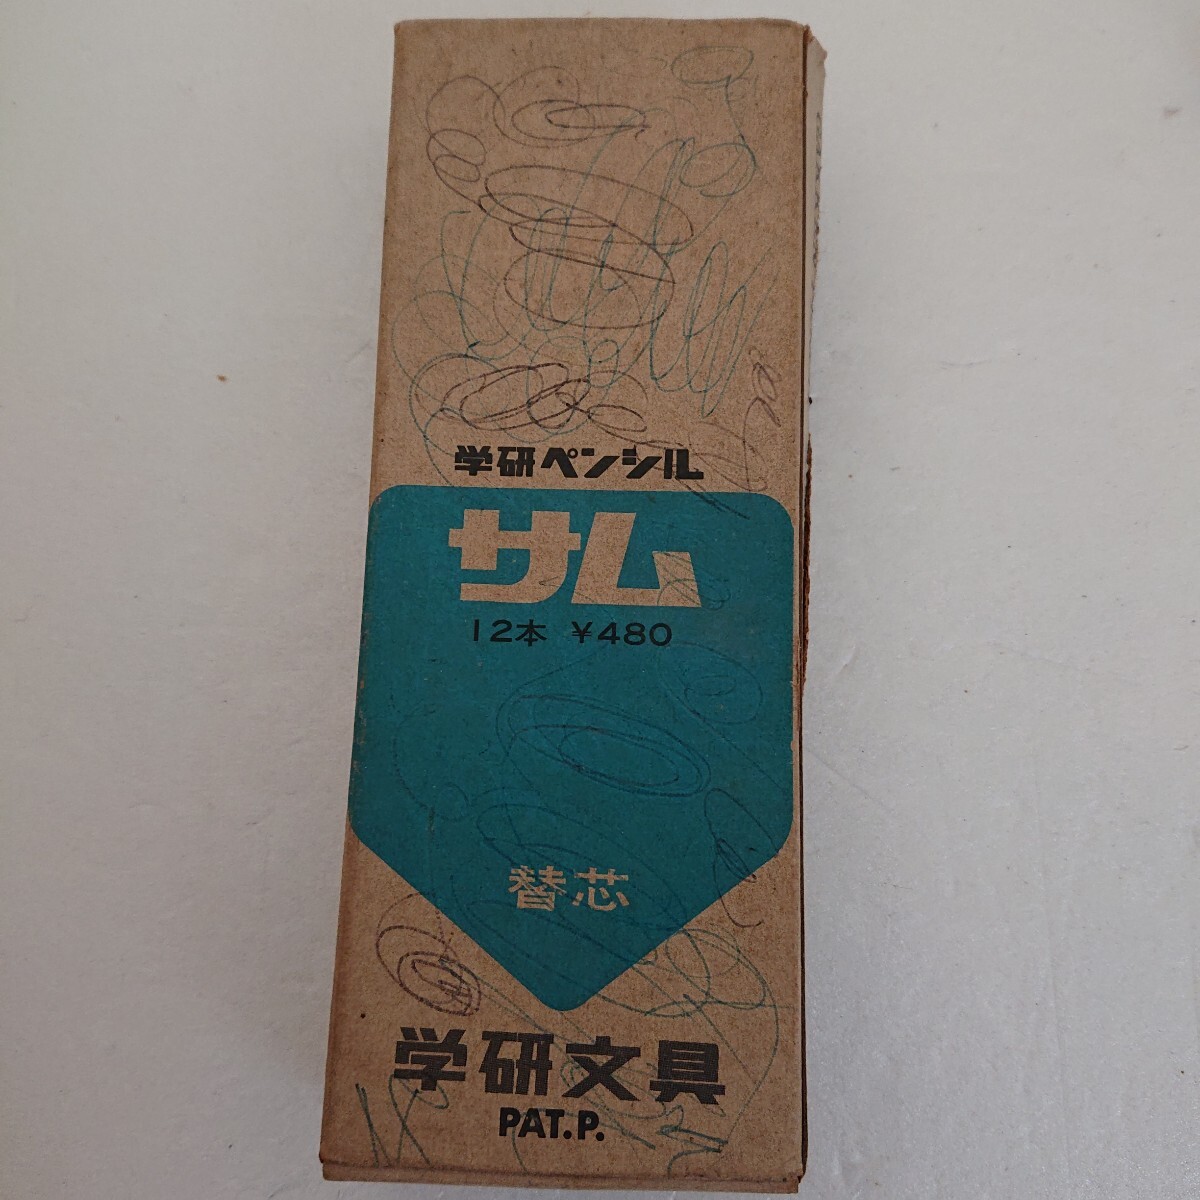 学研ペンシル
サム
12本 ¥480
替芯
学研文具
PAT.P.